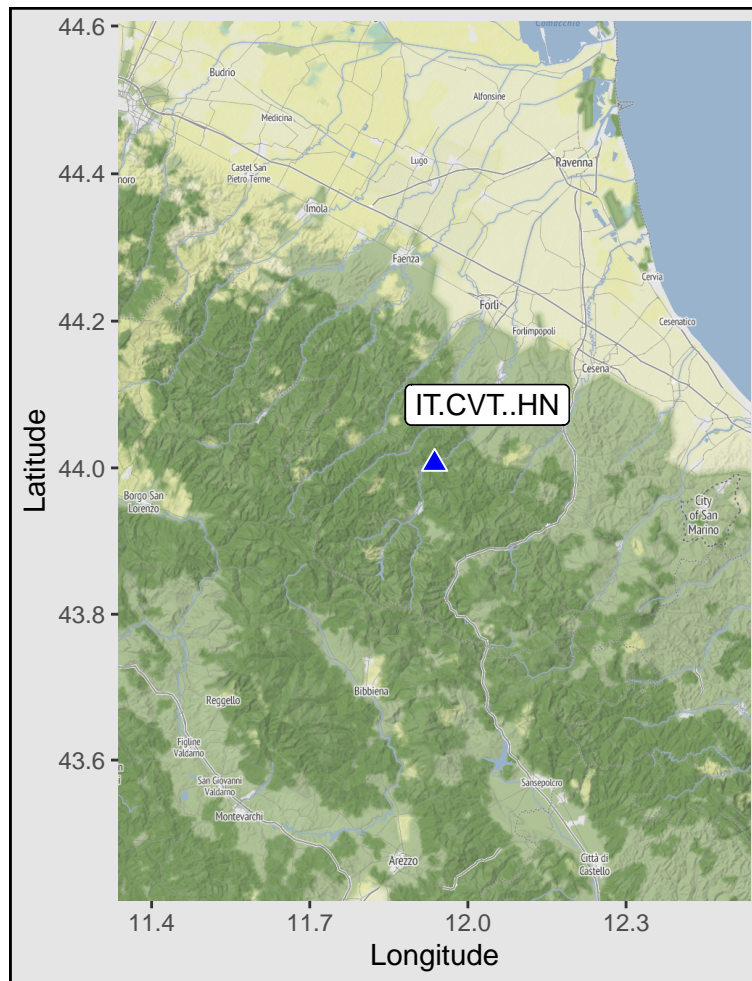 Comacchio
44.6
Budrio
Alfonsine
Medicina
Lugo
Ravenna
Castel San
Pietro Terme
44.4
Imola
Faenza
Cervia
Forlì
Cesenatico
44.2
Forlimpopoli
Cesena
IT.CVT..HN
44.0
Latitude
Borgo San
Lorenzo
City
of San
Marino
43.8
Bibbiena
Reggello
Figline
Valdarno
43.6
San Giovanni
Valdarno
Sansepolcro
Montevarchi
Arezzo
Città di
Castello
11.4
11.7
12.0
12.3
Longitude